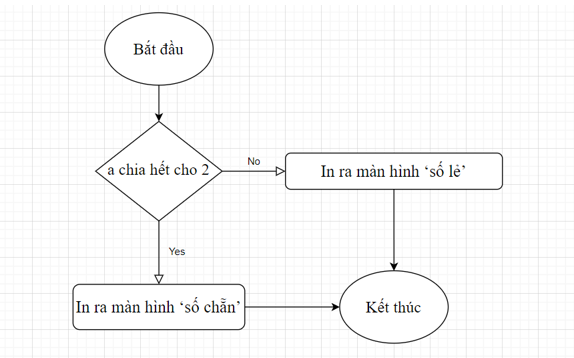 Bắt đầu
a chia hết cho 2
No
In ra màn hình ‘số lẻ’
Yes
In ra màn hình ‘số chẵn’
Kết thúc